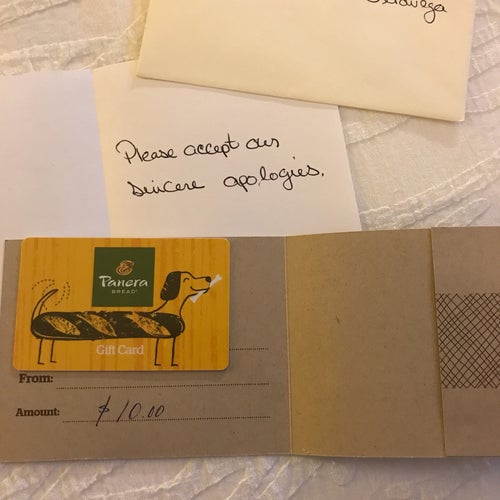 Please accept our
sincere apologies.
Panera
BREAD
Gift Card
From:
Amount: $10.00